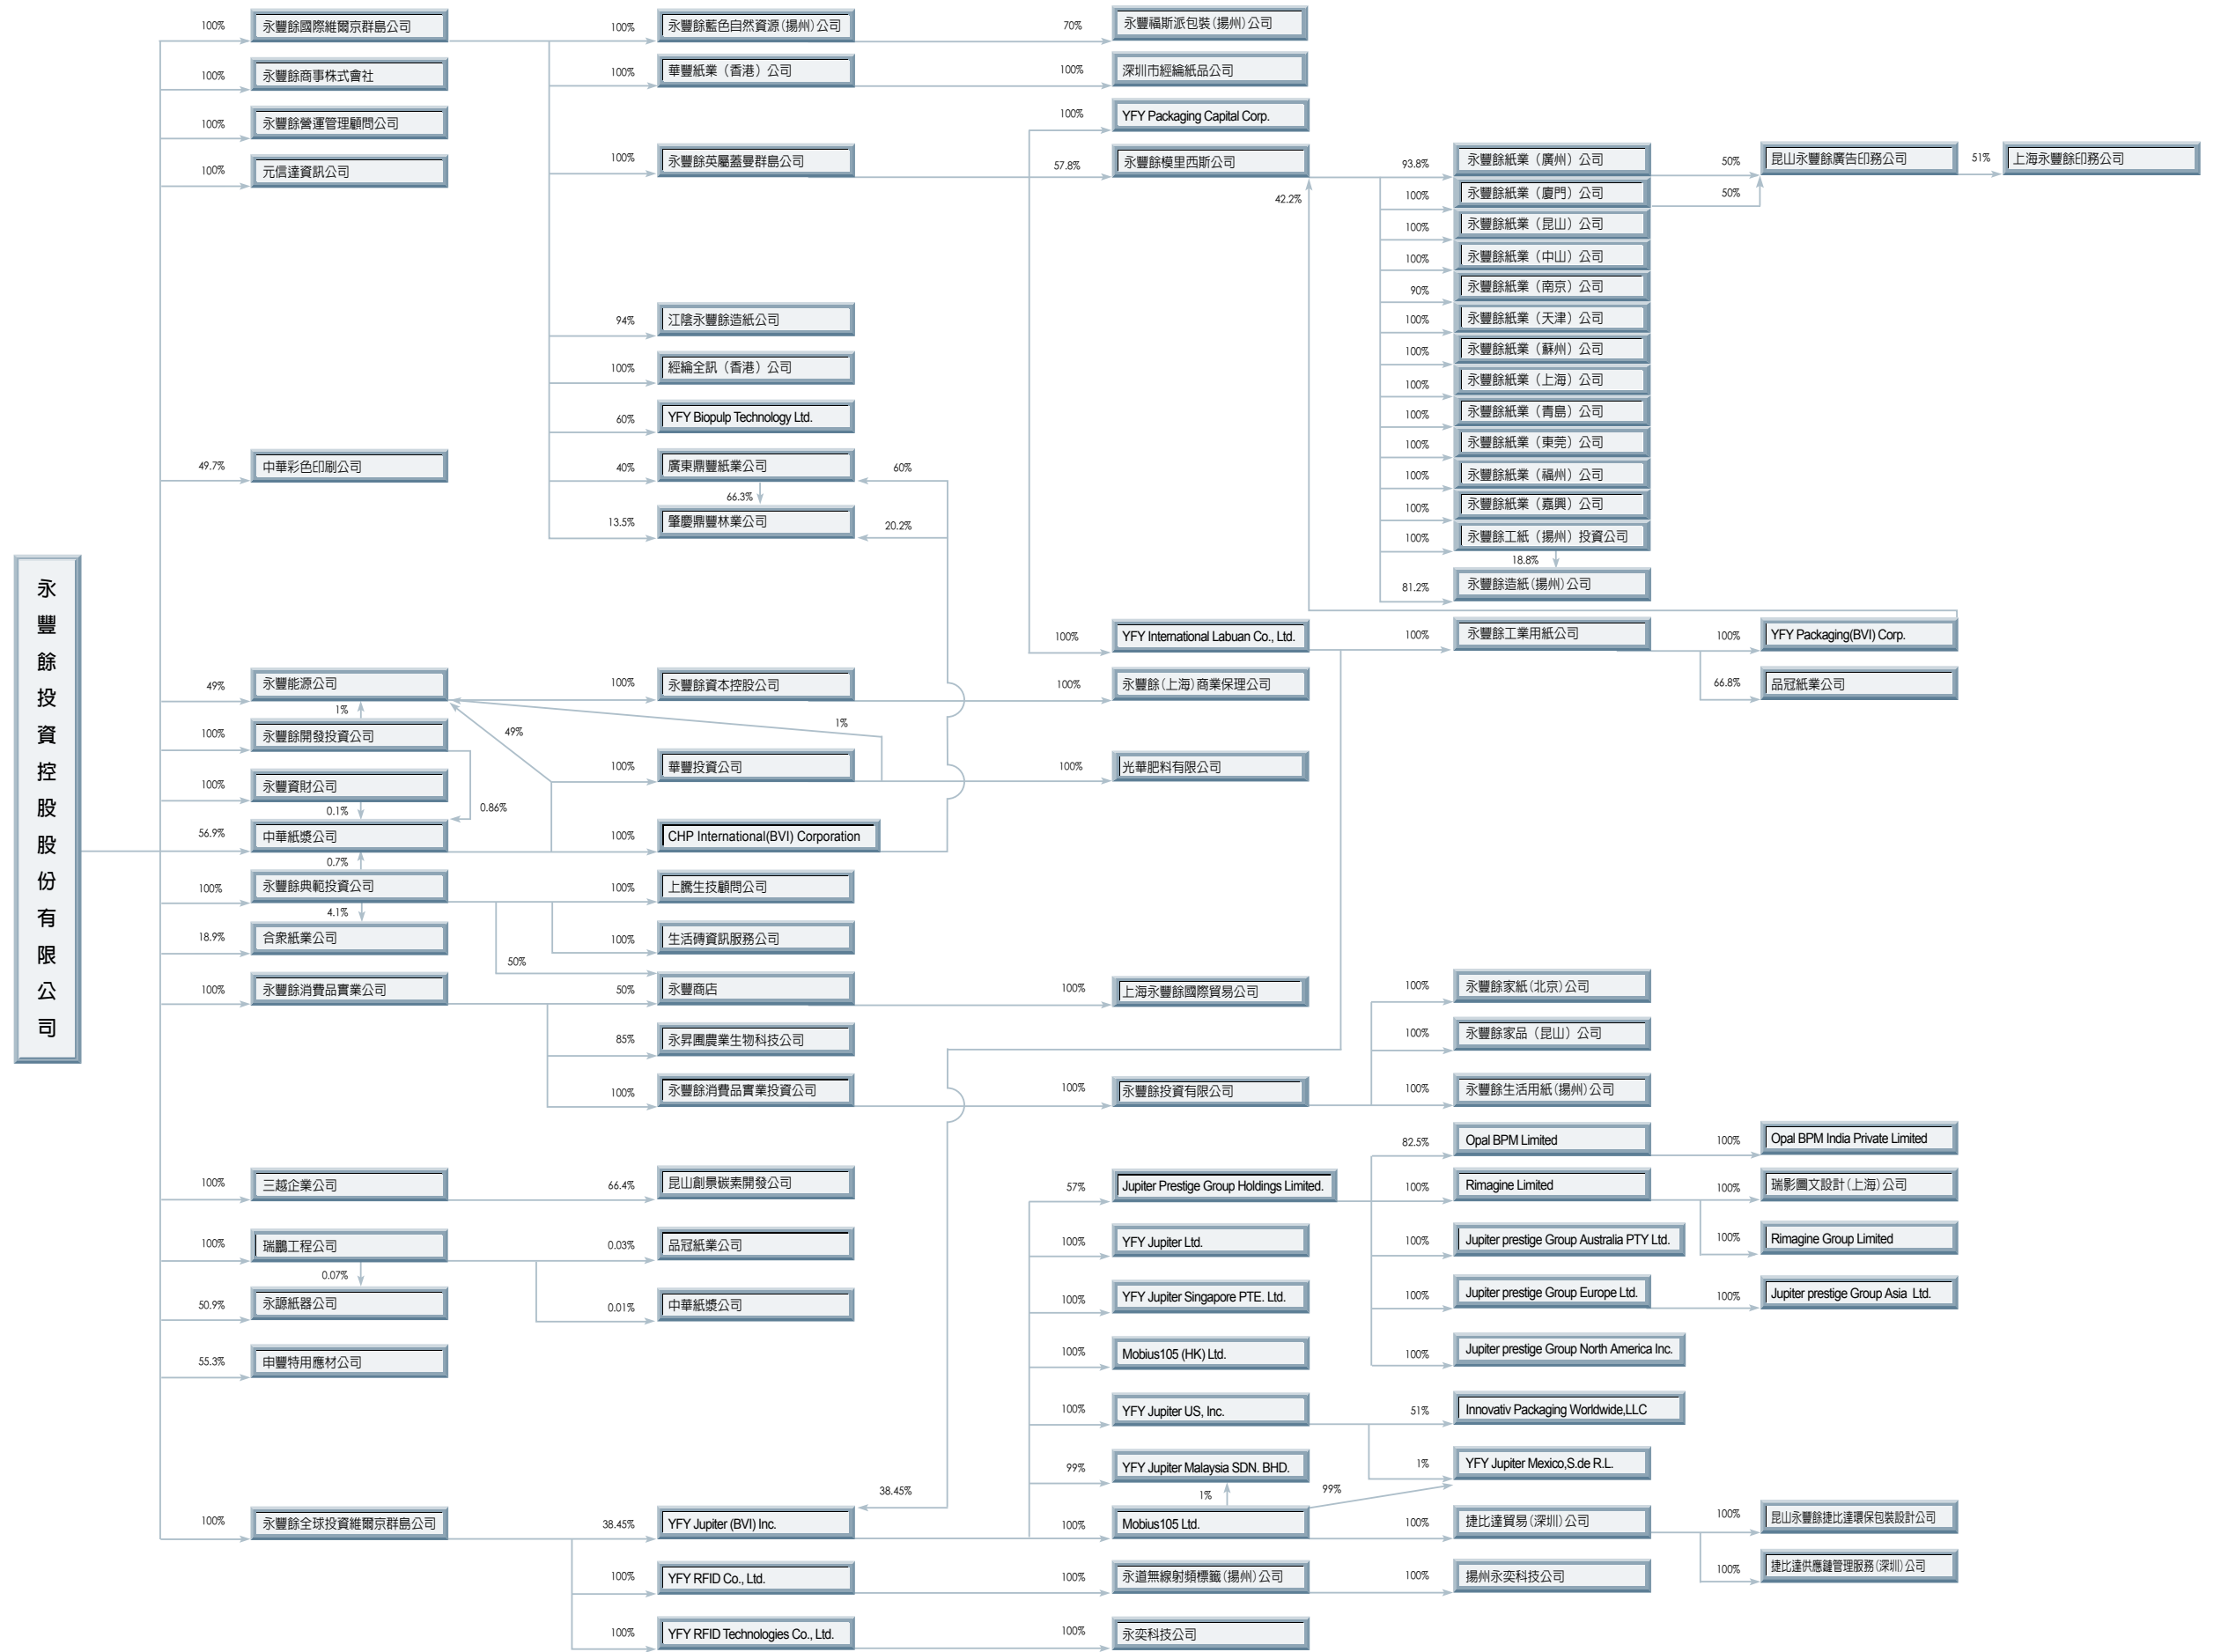 永豐餘投資控股股份有限公司
100% 永豐餘國際維爾京群島公司
100% 永豐餘商事株式會社
100% 永豐餘營運管理顧問公司
100% 元信達資訊公司
49.7% 中華彩色印刷公司
49% 永豐能源公司
1%
100% 永豐餘開發投資公司
100% 永豐資財公司
0.1%
0.86%
56.9% 中華紙漿公司
0.7%
100% 永豐餘典範投資公司
4.1%
18.9% 合衆紙業公司
100% 永豐餘消費品實業公司
100% 三越企業公司
100% 瑞鵬工程公司
0.07%
50.9% 永諒紙器公司
55.3% 申豐特用應材公司
100% 永豐餘全球投資維爾京群島公司
100% 永豐餘藍色自然資源(揚州)公司
100% 華豐紙業（香港）公司
100% 永豐餘英屬蓋曼群島公司
94% 江陰永豐餘造紙公司
100% 經綸全訊（香港）公司
60% YFY Biopulp Technology Ltd.
40% 廣東鼎豐紙業公司
60%
66.3%
13.5% 肇慶鼎豐林業公司
20.2%
100% 永豐餘資本控股公司
1%
49%
100% 華豐投資公司
100% CHP International(BVI) Corporation
100% 上騰生技顧問公司
100% 生活磚資訊服務公司
50%
50% 永豐商店
85% 永昇圃農業生物科技公司
100% 永豐餘消費品實業投資公司
66.4% 昆山創景碳素開發公司
0.03% 品冠紙業公司
0.01% 中華紙漿公司
38.45%
38.45% YFY Jupiter (BVI) Inc.
100% YFY RFID Co., Ltd.
100% YFY RFID Technologies Co., Ltd.
70% 永豐福斯派包裝(揚州)公司
100% 深圳市經綸紙品公司
100% YFY Packaging Capital Corp.
57.8% 永豐餘模里西斯公司
42.2%
100% YFY International Labuan Co., Ltd.
100% 永豐餘(上海)商業保理公司
100% 光華肥料有限公司
100% 上海永豐餘國際貿易公司
100% 永豐餘投資有限公司
57% Jupiter Prestige Group Holdings Limited.
100% YFY Jupiter Ltd.
100% YFY Jupiter Singapore PTE. Ltd.
100% Mobius105 (HK) Ltd.
100% YFY Jupiter US, Inc.
99% YFY Jupiter Malaysia SDN. BHD.
1%
99%
100% Mobius105 Ltd.
100% 永道無線射頻標籤(揚州)公司
100% 永奕科技公司
93.8% 永豐餘紙業（廣州）公司
100% 永豐餘紙業（廈門）公司
100% 永豐餘紙業（昆山）公司
100% 永豐餘紙業（中山）公司
90% 永豐餘紙業（南京）公司
100% 永豐餘紙業（天津）公司
100% 永豐餘紙業（蘇州）公司
100% 永豐餘紙業（上海）公司
100% 永豐餘紙業（青島）公司
100% 永豐餘紙業（東莞）公司
100% 永豐餘紙業（福州）公司
100% 永豐餘紙業（嘉興）公司
100% 永豐餘工紙（揚州）投資公司
18.8%
81.2% 永豐餘造紙(揚州)公司
100% 永豐餘工業用紙公司
100% 永豐餘家紙(北京)公司
100% 永豐餘家品（昆山）公司
100% 永豐餘生活用紙(揚州)公司
82.5% Opal BPM Limited
100% Rimagine Limited
100% Jupiter prestige Group Australia PTY Ltd.
100% Jupiter prestige Group Europe Ltd.
100% Jupiter prestige Group North America Inc.
51% Innovativ Packaging Worldwide,LLC
1% YFY Jupiter Mexico,S.de R.L.
100% 捷比達貿易(深圳)公司
100% 揚州永奕科技公司
50% 昆山永豐餘廣告印務公司
50%
51% 上海永豐餘印務公司
100% YFY Packaging(BVI) Corp.
66.8% 品冠紙業公司
100% Opal BPM India Private Limited
100% 瑞影圖文設計(上海)公司
100% Rimagine Group Limited
100% Jupiter prestige Group Asia Ltd.
100% 昆山永豐餘捷比達環保包裝設計公司
100% 捷比達供應鏈管理服務(深圳)公司